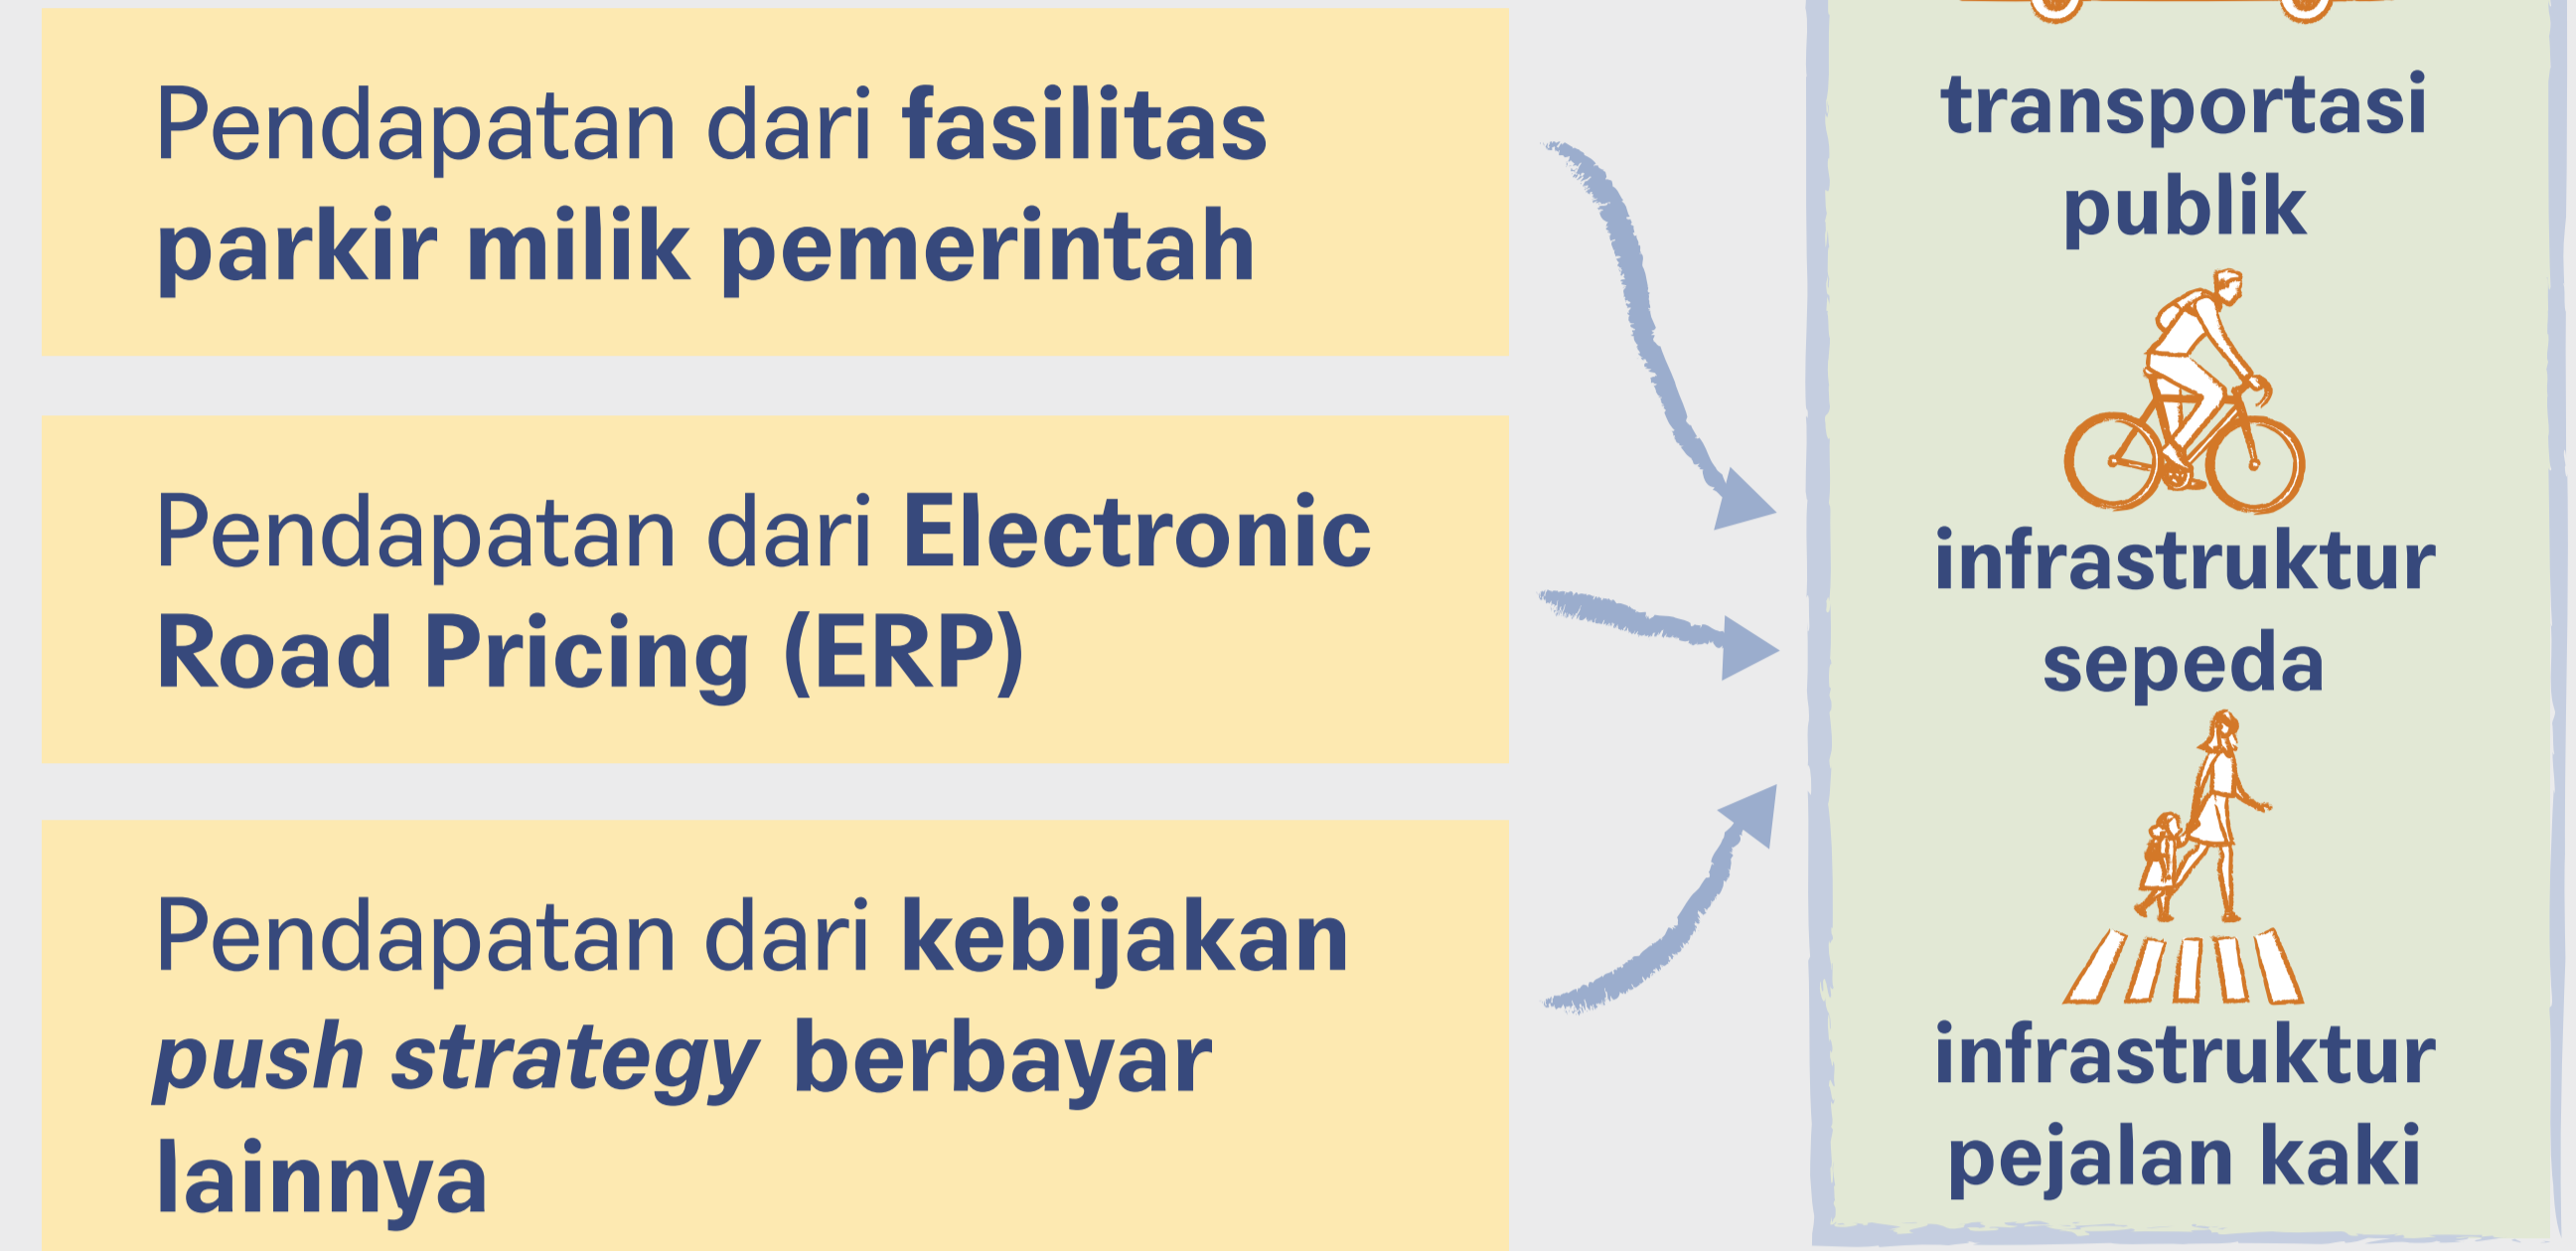 Pendapatan dari fasilitas
parkir milik pemerintah
Pendapatan dari Electronic
Road Pricing (ERP)
Pendapatan dari kebijakan
push strategy berbayar
lainnya
transportasi
publik
infrastruktur
sepeda
infrastruktur
pejalan kaki